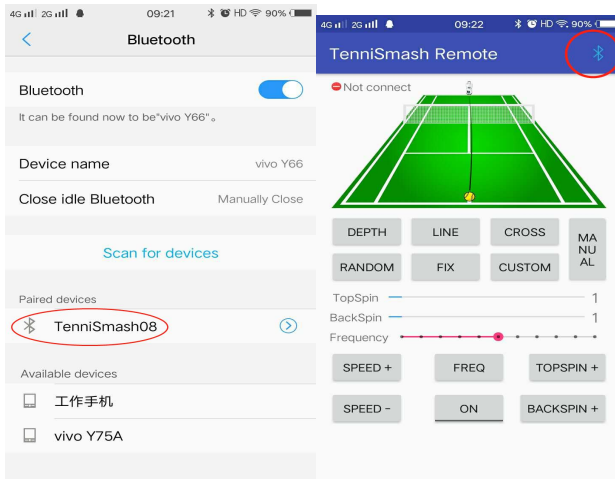 4G 2G 09:21 HD 90%
Bluetooth
Bluetooth
It can be found now to be"vivo Y66"。
Device name vivo Y66
Close idle Bluetooth Manually Close
Scan for devices
Paired devices
TenniSmash08
Available devices
工作手机
vivo Y75A
4G 2G 09:22 HD 90%
TenniSmash Remote
Not connect
DEPTH LINE CROSS MA
NU
AL
RANDOM FIX CUSTOM
TopSpin 1
BackSpin 1
Frequency
SPEED + FREQ TOPSPIN +
SPEED - ON BACKSPIN +